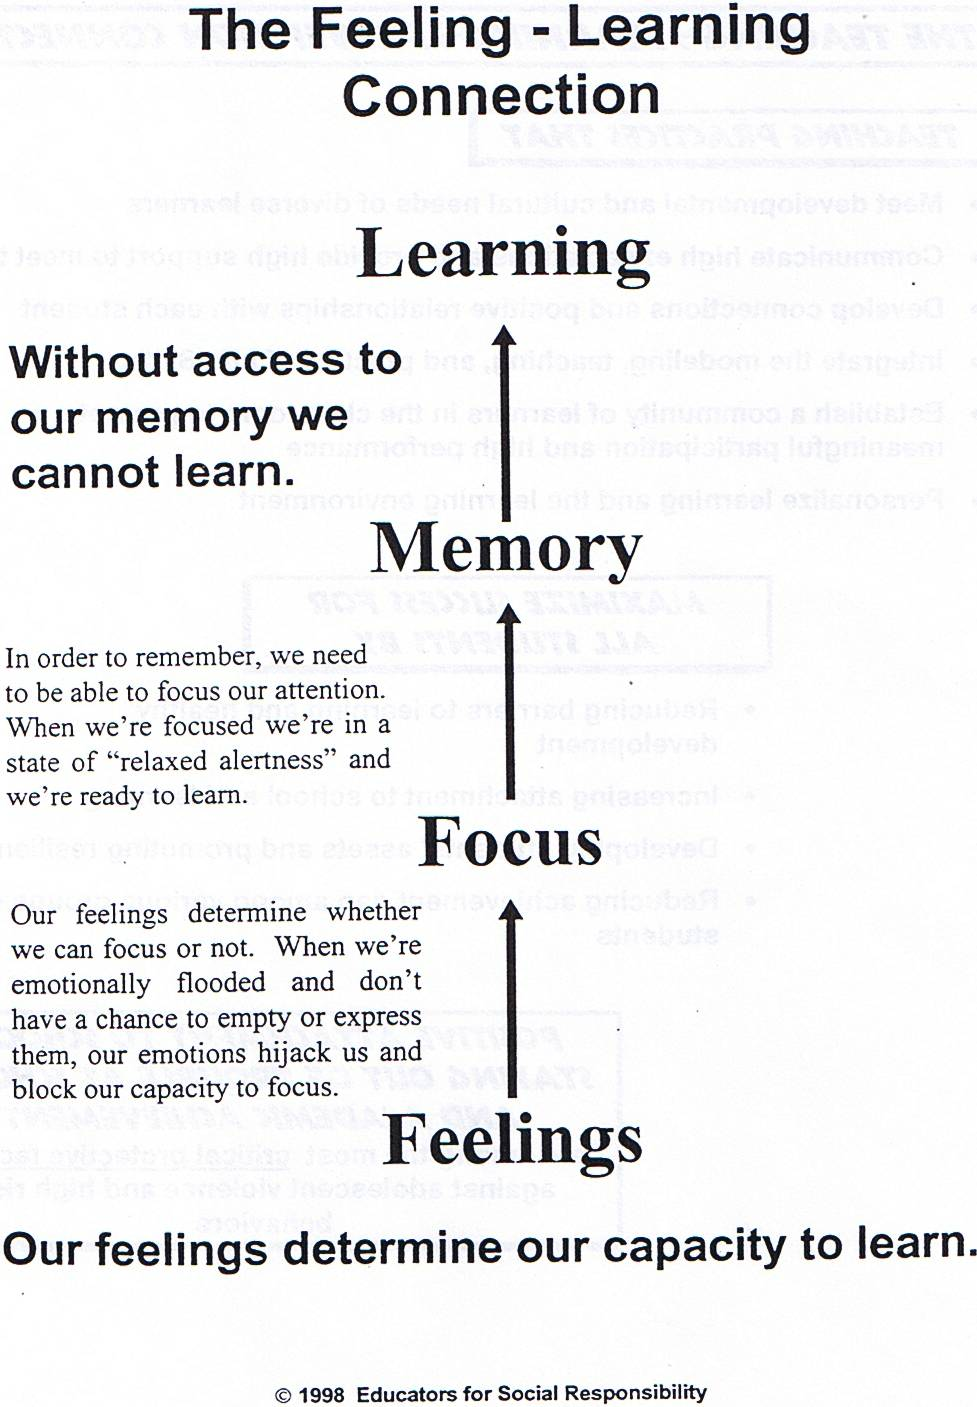 The Feeling - Learning
Connection
Learning
Without access to
our memory we
cannot learn.
Memory
In order to remember, we need
to be able to focus our attention.
When we're focused we're in a
state of “relaxed alertness” and
we're ready to learn.
Focus
Our feelings determine whether
we can focus or not. When we're
emotionally flooded and don't
have a chance to empty or express
them, our emotions hijack us and
block our capacity to focus.
Feelings
Our feelings determine our capacity to learn.
© 1998 Educators for Social Responsibility